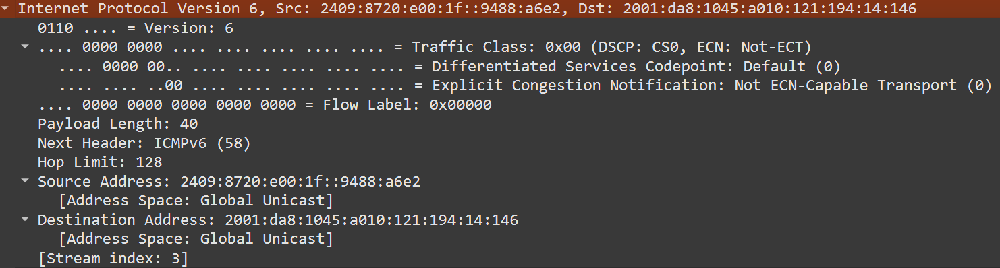 Internet Protocol Version 6, Src: 2409:8720:e00:1f::9488:a6e2, Dst: 2001:da8:1045:a010:121:194:14:146
0110 .... = Version: 6
.... 0000 0000 .... .... .... .... .... = Traffic Class: 0x00 (DSCP: CS0, ECN: Not-ECT)
.... 0000 00.. .... .... .... .... .... = Differentiated Services Codepoint: Default (0)
.... .... ..00 .... .... .... .... .... = Explicit Congestion Notification: Not ECN-Capable Transport (0)
.... 0000 0000 0000 0000 0000 = Flow Label: 0x00000
Payload Length: 40
Next Header: ICMPv6 (58)
Hop Limit: 128
Source Address: 2409:8720:e00:1f::9488:a6e2
[Address Space: Global Unicast]
Destination Address: 2001:da8:1045:a010:121:194:14:146
[Address Space: Global Unicast]
[Stream index: 3]